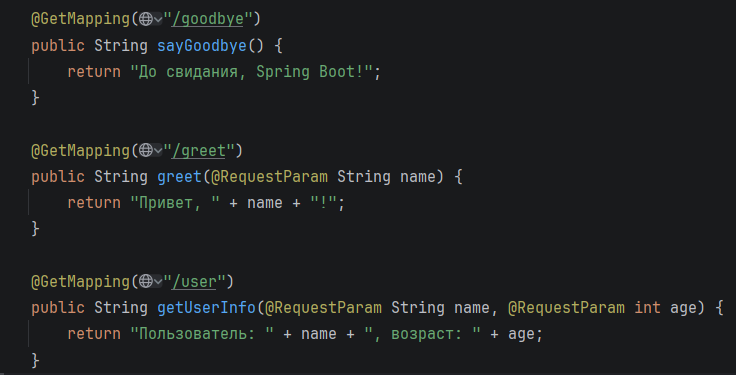 @GetMapping("/goodbye")
public String sayGoodbye() {
    return "До свидания, Spring Boot!";
}

@GetMapping("/greet")
public String greet(@RequestParam String name) {
    return "Привет, " + name + "!";
}

@GetMapping("/user")
public String getUserInfo(@RequestParam String name, @RequestParam int age) {
    return "Пользователь: " + name + ", возраст: " + age;
}